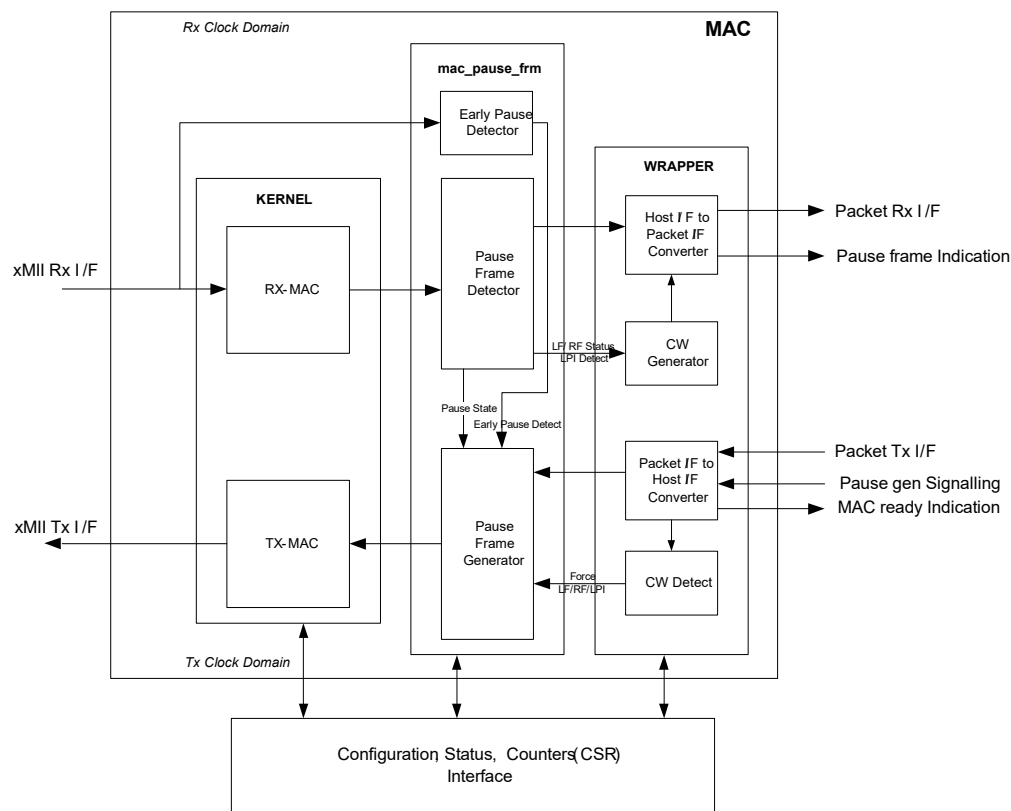 Rx Clock Domain
MAC
mac_pause_frm
Early Pause
Detector
WRAPPER
KERNEL
Host I/F to
Packet IF
Converter
Packet Rx I/F
Pause frame Indication
xMII Rx I/F
RX-MAC
Pause
Frame
Detector
LF/RF Status
LPI Detect
CW
Generator
Pause State
Early Pause Detect
Packet I/F to
Host I/F
Converter
Packet Tx I/F
Pause gen Signalling
MAC ready Indication
xMII Tx I/F
TX-MAC
Pause
Frame
Generator
Force
LF/RF/LPI
CW Detect
Tx Clock Domain
Configuration, Status, Counters(CSR)
Interface